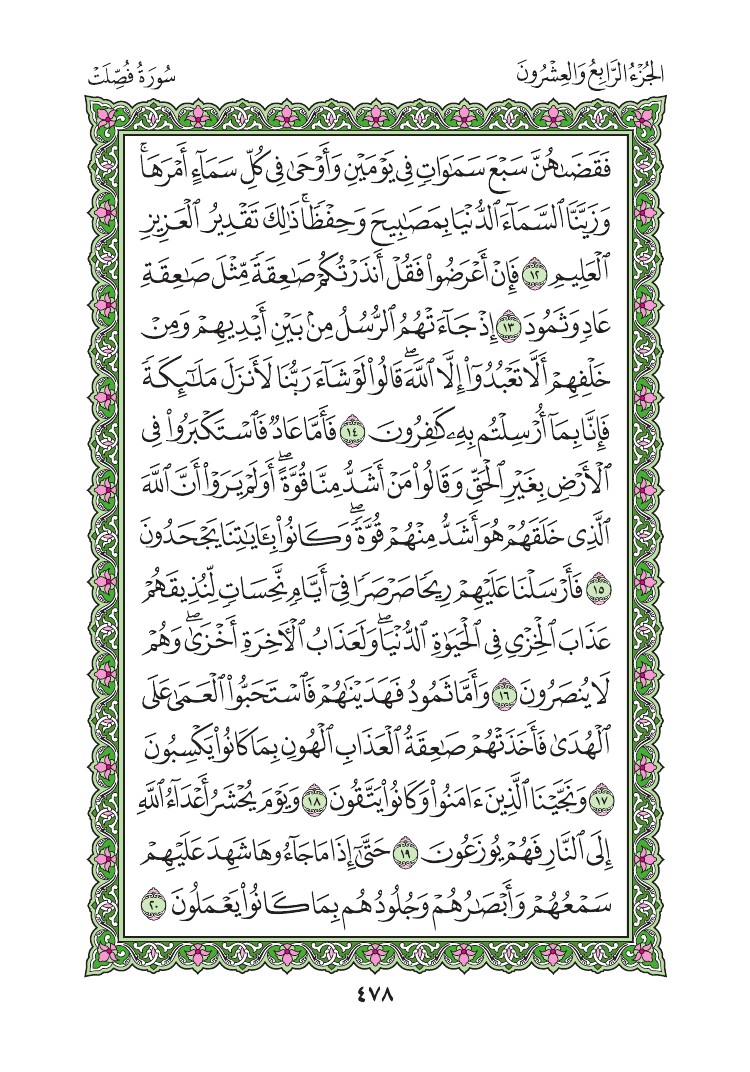 الجُزْءُ الرَّابِعُ وَالعِشْرُونَ
سُورَةُ فُصِّلَتْ
فَقَضَىٰهُنَّ سَبْعَ سَمَٰوَاتٍ فِي يَوْمَيْنِ وَأَوْحَىٰ فِي كُلِّ سَمَآءٍ أَمْرَهَاۚ
وَزَيَّنَّا ٱلسَّمَآءَ ٱلدُّنْيَا بِمَصَٰبِيحَ وَحِفْظًاۚ ذَٰلِكَ تَقْدِيرُ ٱلْعَزِيزِ
ٱلْعَلِيمِ ١٢ فَإِنْ أَعْرَضُوا۟ فَقُلْ أَنذَرْتُكُمْ صَٰعِقَةً مِّثْلَ صَٰعِقَةِ
عَادٍ وَثَمُودَ ١٣ إِذْ جَآءَتْهُمُ ٱلرُّسُلُ مِنۢ بَيْنِ أَيْدِيهِمْ وَمِنْ
خَلْفِهِمْ أَلَّا تَعْبُدُوٓا۟ إِلَّا ٱللَّهَۖ قَالُوا۟ لَوْ شَآءَ رَبُّنَا لَأَنزَلَ مَلَٰٓئِكَةً
فَإِنَّا بِمَآ أُرْسِلْتُم بِهِۦ كَٰفِرُونَ ١٤ فَأَمَّا عَادٌ فَٱسْتَكْبَرُوا۟ فِي
ٱلْأَرْضِ بِغَيْرِ ٱلْحَقِّ وَقَالُوا۟ مَنْ أَشَدُّ مِنَّا قُوَّةًۖ أَوَلَمْ يَرَوْا۟ أَنَّ ٱللَّهَ
ٱلَّذِي خَلَقَهُمْ هُوَ أَشَدُّ مِنْهُمْ قُوَّةًۖ وَكَانُوا۟ بِـَٔايَٰتِنَا يَجْحَدُونَ
١٥ فَأَرْسَلْنَا عَلَيْهِمْ رِيحًا صَرْصَرًا فِيٓ أَيَّامٍ نَّحِسَاتٍ لِّنُذِيقَهُمْ
عَذَابَ ٱلْخِزْيِ فِي ٱلْحَيَوٰةِ ٱلدُّنْيَاۖ وَلَعَذَابُ ٱلْأٓخِرَةِ أَخْزَىٰۖ وَهُمْ
لَا يُنصَرُونَ ١٦ وَأَمَّا ثَمُودُ فَهَدَيْنَٰهُمْ فَٱسْتَحَبُّوا۟ ٱلْعَمَىٰ عَلَى
ٱلْهُدَىٰ فَأَخَذَتْهُمْ صَٰعِقَةُ ٱلْعَذَابِ ٱلْهُونِ بِمَا كَانُوا۟ يَكْسِبُونَ
١٧ وَنَجَّيْنَا ٱلَّذِينَ ءَامَنُوا۟ وَكَانُوا۟ يَتَّقُونَ ١٨ وَيَوْمَ يُحْشَرُ أَعْدَآءُ ٱللَّهِ
إِلَى ٱلنَّارِ فَهُمْ يُوزَعُونَ ١٩ حَتَّىٰٓ إِذَا مَا جَآءُوهَا شَهِدَ عَلَيْهِمْ
سَمْعُهُمْ وَأَبْصَٰرُهُمْ وَجُلُودُهُم بِمَا كَانُوا۟ يَعْمَلُونَ ٢٠
٤٧٨